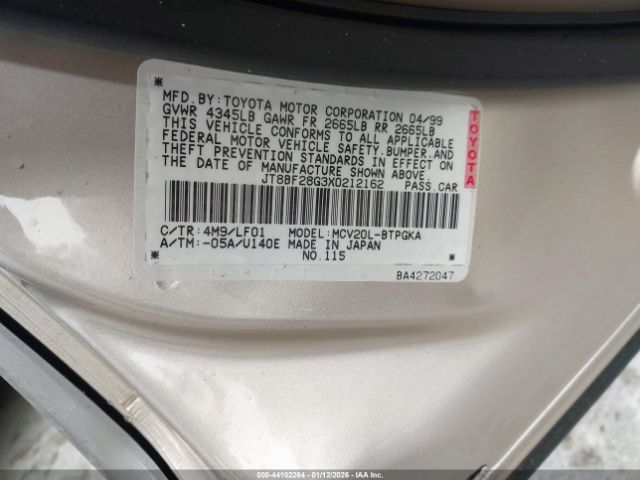 MFD. BY: TOYOTA MOTOR CORPORATION 04/99
GVWR 4345LB GAWR FR 2665LB RR 2665LB
THIS VEHICLE CONFORMS TO ALL APPLICABLE
FEDERAL MOTOR VEHICLE SAFETY, BUMPER, AND
THEFT PREVENTION STANDARDS IN EFFECT ON
THE DATE OF MANUFACTURE SHOWN ABOVE.
JT8BF28G3X0212162 PASS.CAR
TOYOTA
C/TR: 4M9/LF01 MODEL: MCV20L-BTPGKA
A/TM: -05A/U140E MADE IN JAPAN
NO.115
BA4272047
000-44102264 - 01/12/2026 - IAAI.COM